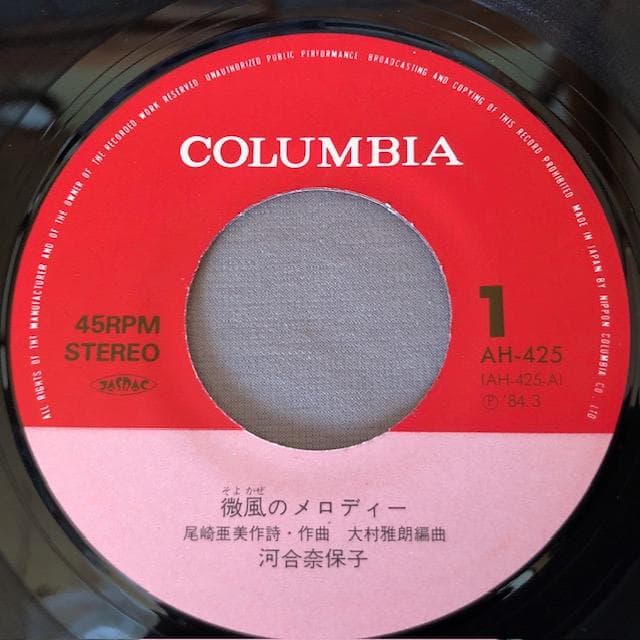 ALL RIGHTS OF THE MANUFACTURER AND OF THE OWNER OF THE RECORDED WORK RESERVED. UNAUTHORIZED PUBLIC PERFORMANCE, BROADCASTING AND COPYING OF THIS RECORD PROHIBITED. MADE IN JAPAN BY NIPPON COLUMBIA CO. LTD
COLUMBIA
45RPM
STEREO
JASRAC
1
AH-425
(AH-425-A)
Ⓟ '84.3
そよかぜ
微風のメロディー
尾崎亜美作詩・作曲 大村雅朗編曲
河合奈保子